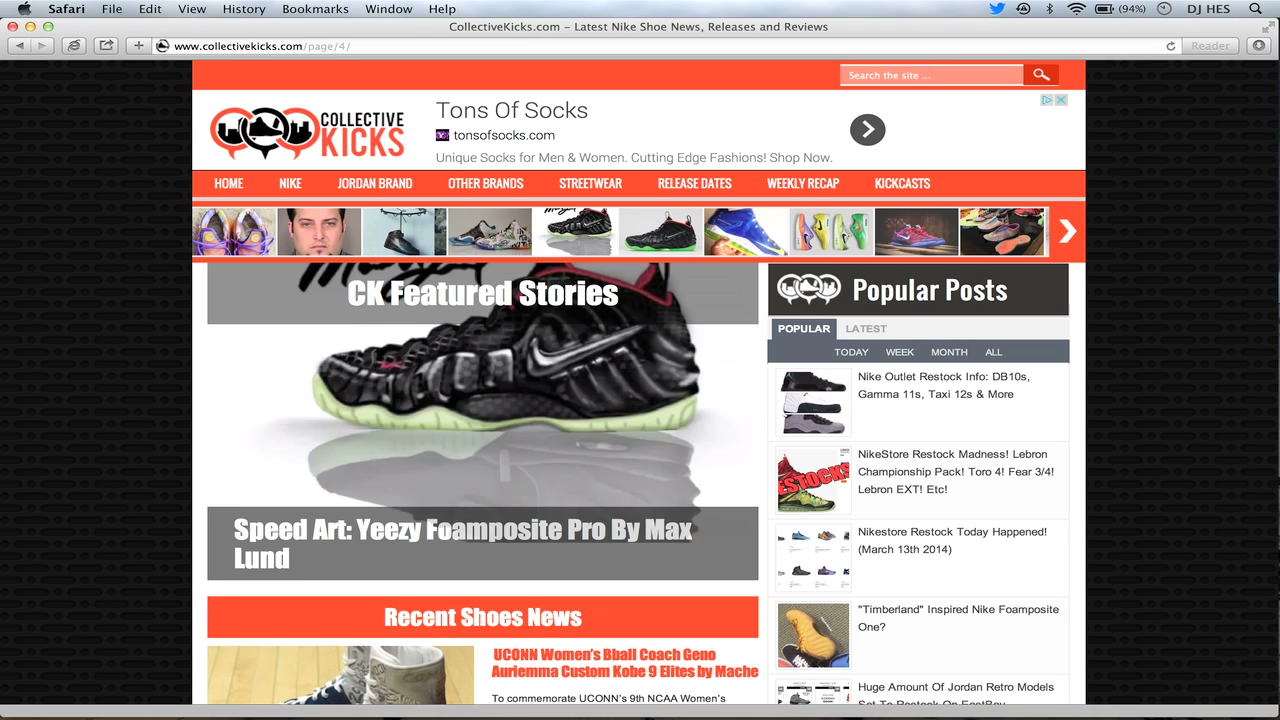 Safari File Edit View History Bookmarks Window Help (94%) DJ HES
CollectiveKicks.com – Latest Nike Shoe News, Releases and Reviews
www.collectivekicks.com/page/4/ Reader
Search the site ...
COLLECTIVE
KICKS
Tons Of Socks
tonsofsocks.com
Unique Socks for Men & Women. Cutting Edge Fashions! Shop Now.
HOME NIKE JORDAN BRAND OTHER BRANDS STREETWEAR RELEASE DATES WEEKLY RECAP KICKCASTS
CK Featured Stories
Speed Art: Yeezy Foamposite Pro By Max
Lund
Recent Shoes News
UCONN Women's Bball Coach Geno
Auriemma Custom Kobe 9 Elites by Mache
To commemorate UCONN's 9th NCAA Women's
Popular Posts
POPULAR LATEST
TODAY WEEK MONTH ALL
Nike Outlet Restock Info: DB10s,
Gamma 11s, Taxi 12s & More
NikeStore Restock Madness! Lebron
Championship Pack! Toro 4! Fear 3/4!
Lebron EXT! Etc!
ESTOCKS
Nikestore Restock Today Happened!
(March 13th 2014)
"Timberland" Inspired Nike Foamposite
One?
Huge Amount Of Jordan Retro Models
Set To Restock On EastBay